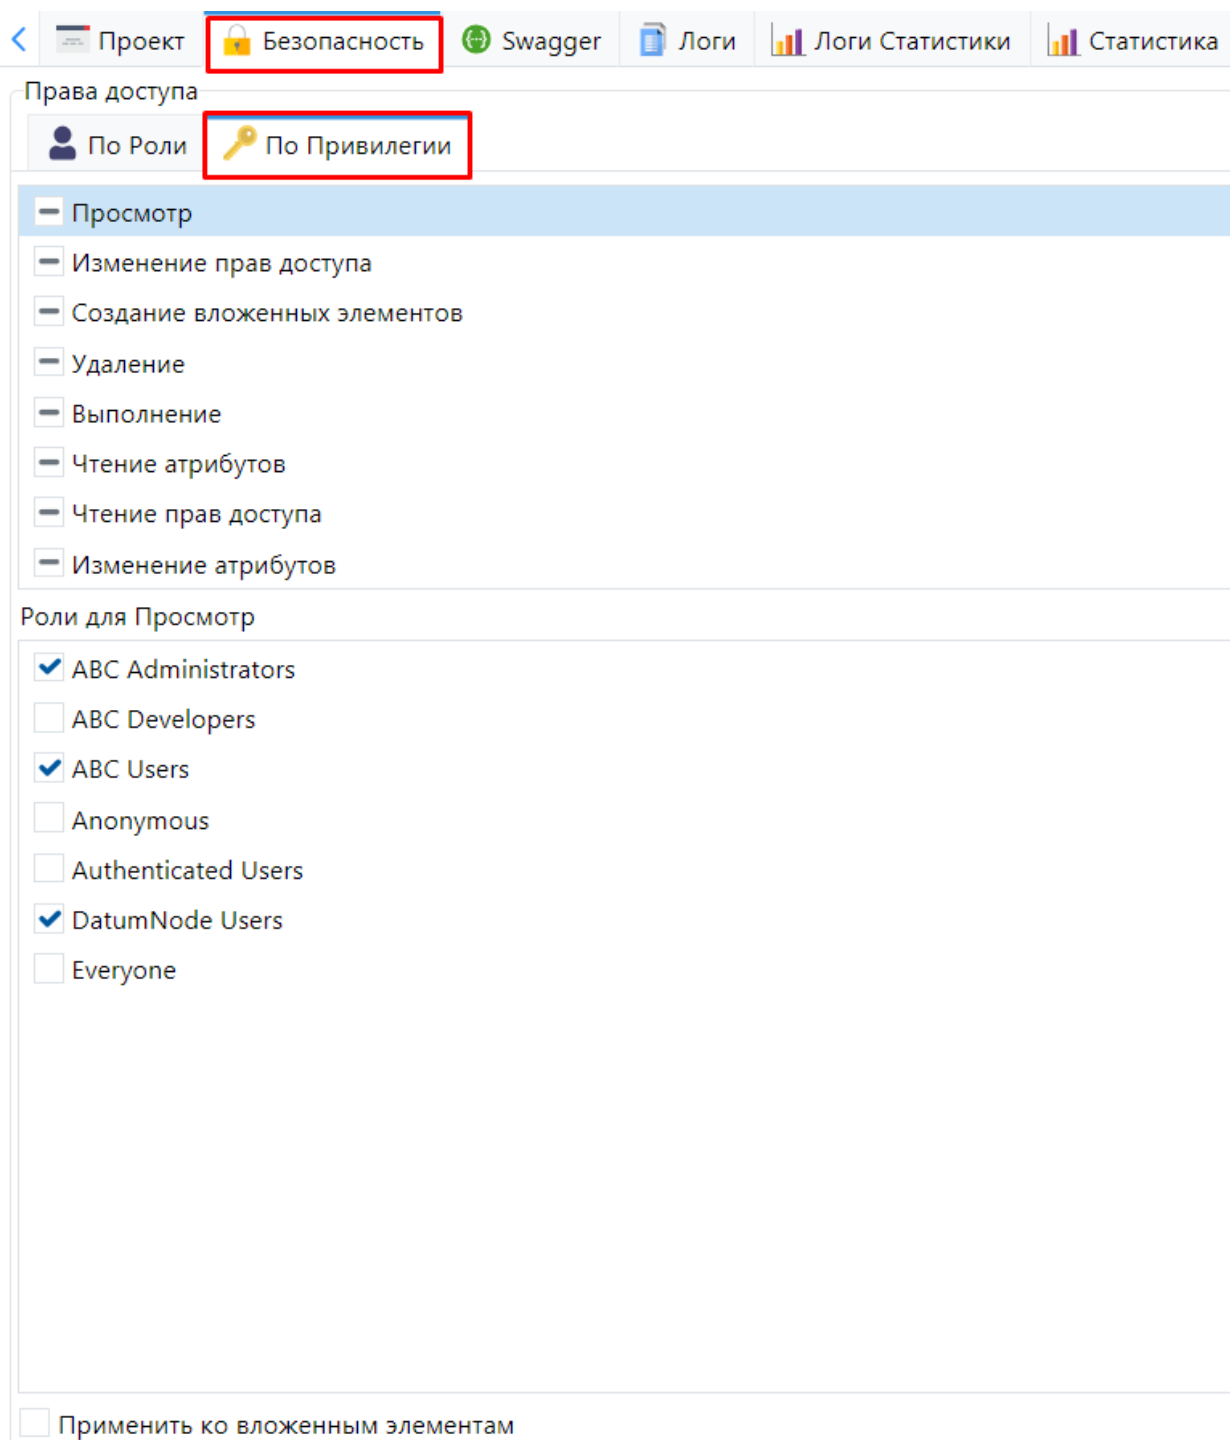 Проект Безопасность Swagger Логи Логи Статистики Статистика
Права доступа
По Роли По Привилегии
Просмотр
Изменение прав доступа
Создание вложенных элементов
Удаление
Выполнение
Чтение атрибутов
Чтение прав доступа
Изменение атрибутов
Роли для Просмотр
ABC Administrators
ABC Developers
ABC Users
Anonymous
Authenticated Users
DatumNode Users
Everyone
Применить ко вложенным элементам